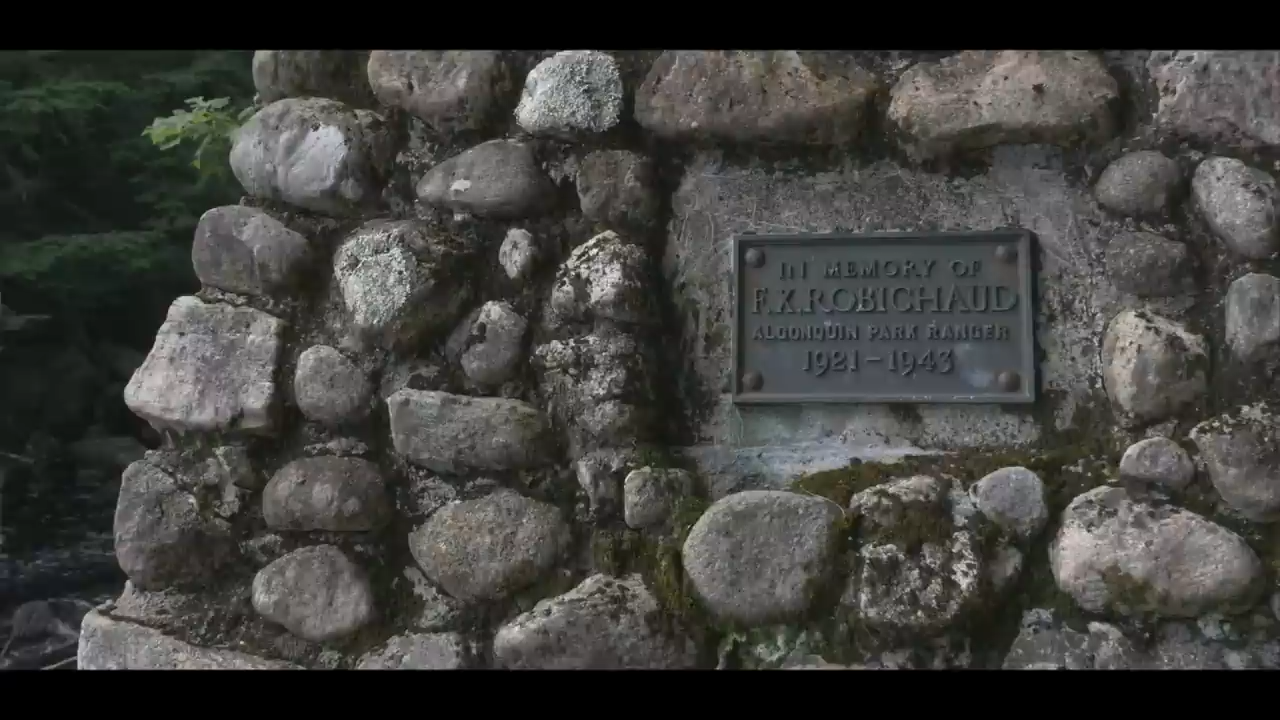 IN MEMORY OF
F.X.ROBICHAUD
ALGONQUIN PARK RANGER
1921-1943